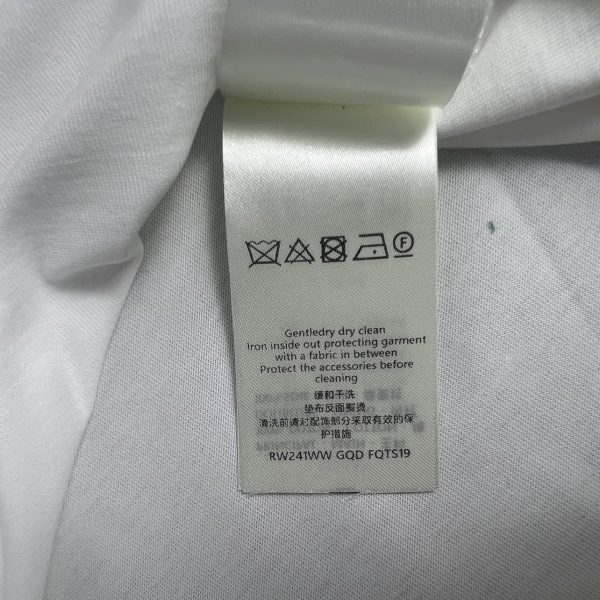 F
Gentledry dry clean
Iron inside out protecting garment
with a fabric in between
Protect the accessories before
cleaning
缓和干洗
垫布反面熨烫
清洗前请对配饰部分采取有效的保
护措施
RW241WW GQD FQTS19